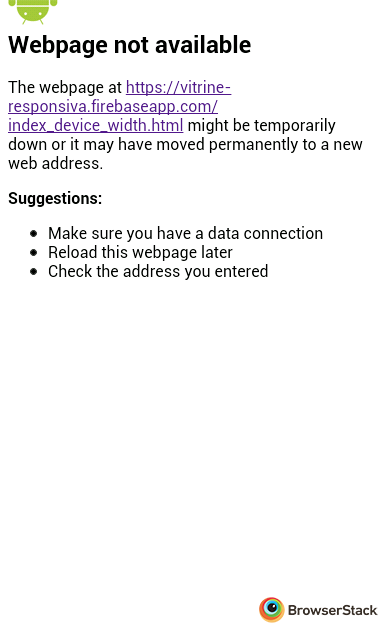 Webpage not available
The webpage at https://vitrine-
responsiva.firebaseapp.com/
index_device_width.html might be temporarily
down or it may have moved permanently to a new
web address.
Suggestions:
Make sure you have a data connection
Reload this webpage later
Check the address you entered
BrowserStack